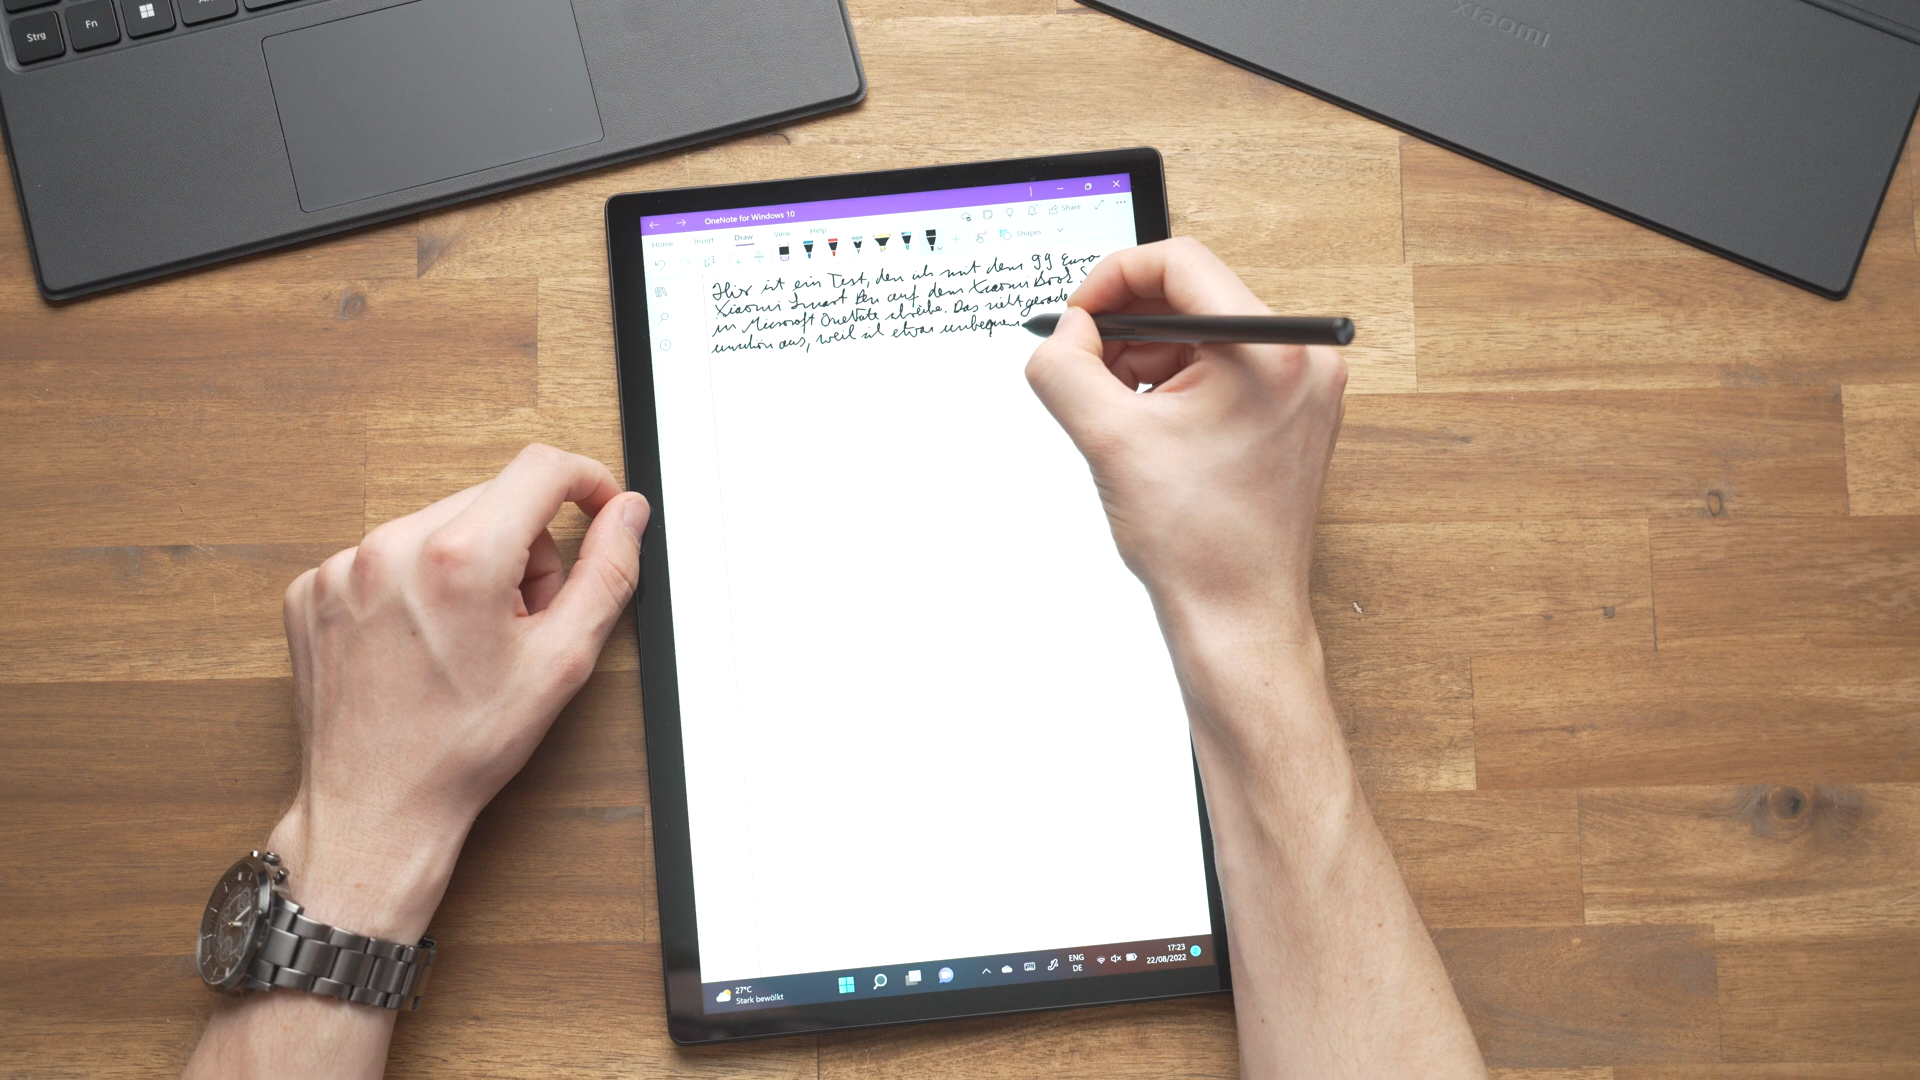 Strg
Fn
xiaomi
OneNote for Windows 10
Home Insert Draw View Help
Share
Shapes
Hier ist ein Test, den ich mit dem 99 Euro
Xiaomi Smart Pen auf dem Xiaomi Book S
in Microsoft OneNote schreibe. Das sieht gerade
unschön aus, weil ich etwas unbequem
27°C
Stark bewölkt
ENG
DE
17:23
22/08/2022